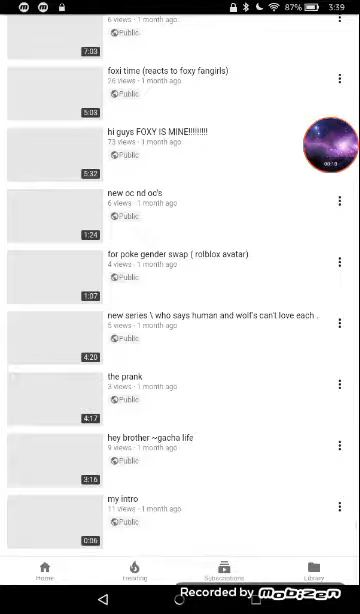 87% 3:39
6 views · 1 month ago
Public
7:03
foxi time (reacts to foxy fangirls)
26 views · 1 month ago
Public
5:03
hi guys FOXY IS MINE!!!!!!!!!
73 views · 1 month ago
Public
5:32
00:18
new oc nd oc's
6 views · 1 month ago
Public
1:24
for poke gender swap ( rolblox avatar)
4 views · 1 month ago
Public
1:07
new series \ who says human and wolf's can't love each .
5 views · 1 month ago
Public
4:20
the prank
3 views · 1 month ago
Public
4:17
hey brother ~gacha life
9 views · 1 month ago
Public
3:16
my intro
11 views · 1 month ago
Public
0:06
Home Trending Subscriptions Library
Recorded by Mobizen